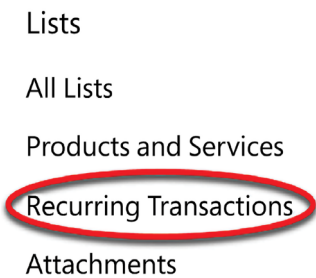 Lists
All Lists
Products and Services
Recurring Transactions
Attachments